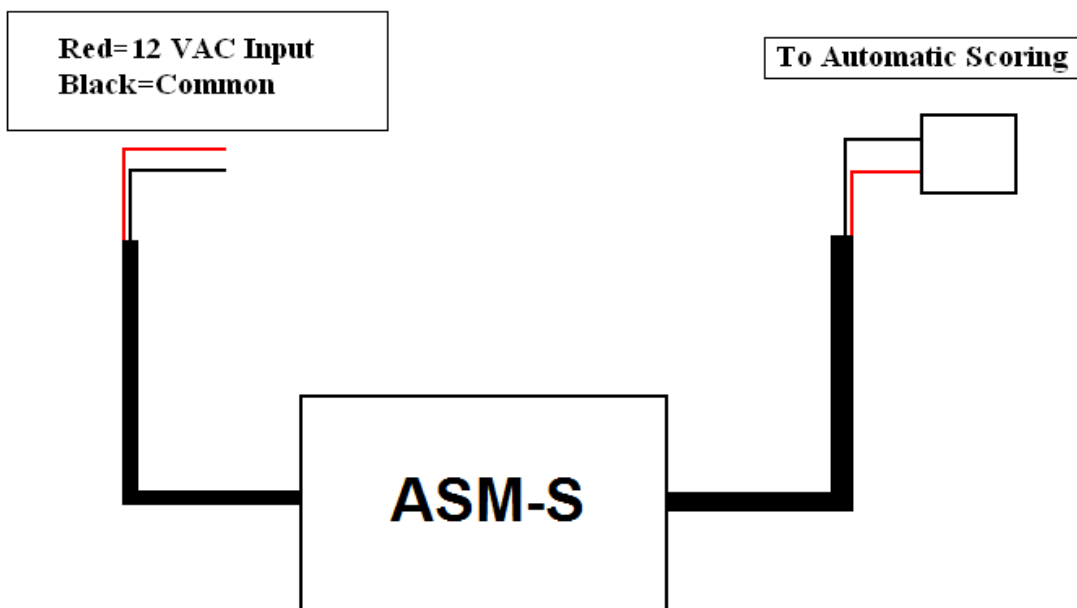 Red=12 VAC Input
Black=Common
To Automatic Scoring
ASM-S